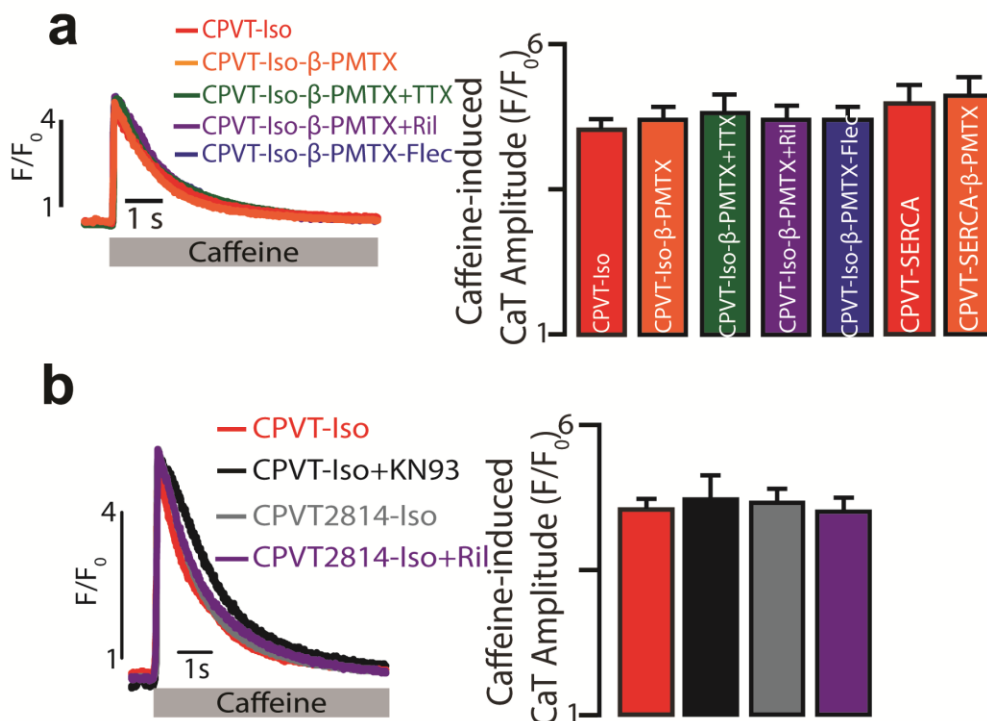 a
CPVT-Iso
CPVT-Iso-β-PMTX
CPVT-Iso-β-PMTX+TTX
CPVT-Iso-β-PMTX+Ril
CPVT-Iso-β-PMTX-Flec
F/F0
4
1
1 s
Caffeine
Caffeine-induced
CaT Amplitude (F/F0)
6
1
CPVT-Iso
CPVT-Iso-β-PMTX
CPVT-Iso-β-PMTX+TTX
CPVT-Iso-β-PMTX+Ril
CPVT-Iso-β-PMTX-Flec
CPVT-SERCA
CPVT-SERCA-β-PMTX
b
CPVT-Iso
CPVT-Iso+KN93
CPVT2814-Iso
CPVT2814-Iso+Ril
F/F0
4
1
1s
Caffeine
Caffeine-induced
CaT Amplitude (F/F0)
6
1